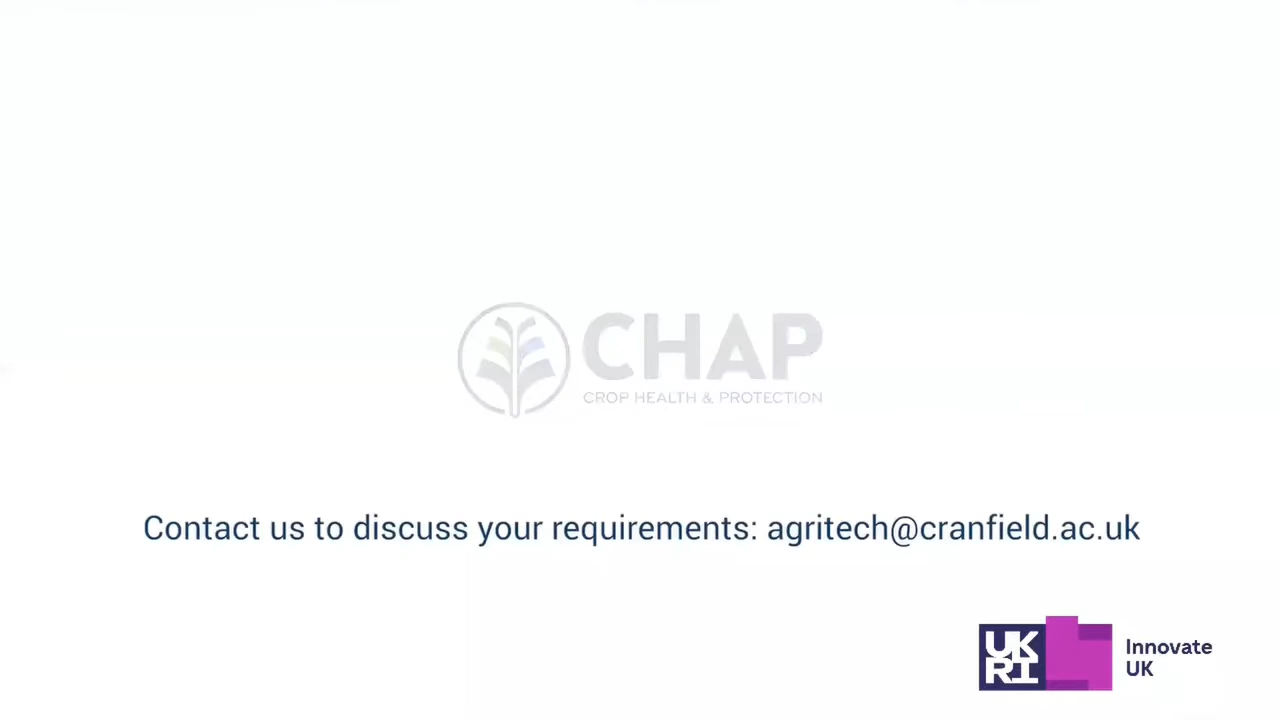 CHAP
CROP HEALTH & PROTECTION
Contact us to discuss your requirements: agritech@cranfield.ac.uk
UK
RI
Innovate
UK